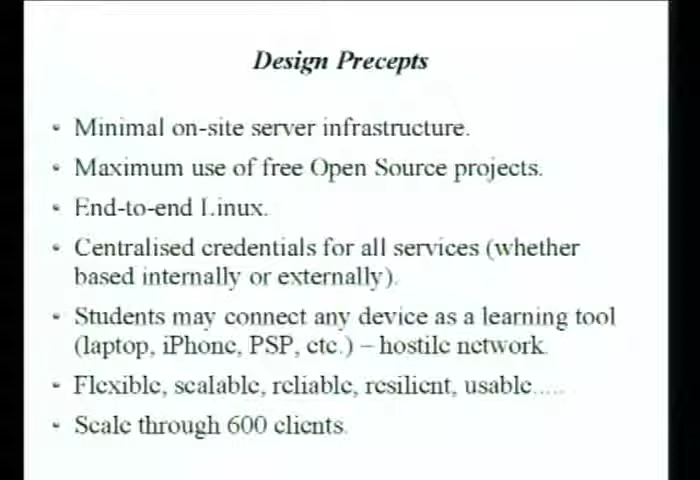 Design Precepts
- Minimal on-site server infrastructure.
- Maximum use of free Open Source projects.
- End-to-end Linux.
- Centralised credentials for all services (whether
based internally or externally).
- Students may connect any device as a learning tool
(laptop, iPhone, PSP, etc.) – hostile network.
- Flexible, scalable, reliable, resilient, usable.....
- Scale through 600 clients.